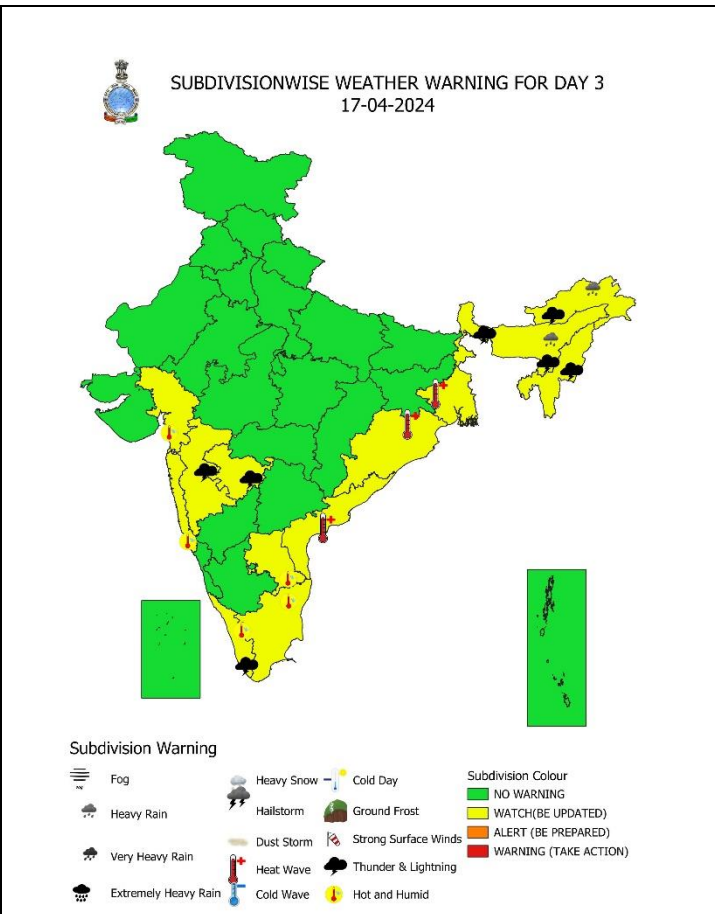 SUBDIVISIONWISE WEATHER WARNING FOR DAY 3
17-04-2024
Subdivision Warning
Fog
Heavy Rain
Very Heavy Rain
Extremely Heavy Rain
Heavy Snow
Hailstorm
Dust Storm
Heat Wave
Cold Wave
Cold Day
Ground Frost
Strong Surface Winds
Thunder & Lightning
Hot and Humid
Subdivision Colour
NO WARNING
WATCH(BE UPDATED)
ALERT (BE PREPARED)
WARNING (TAKE ACTION)